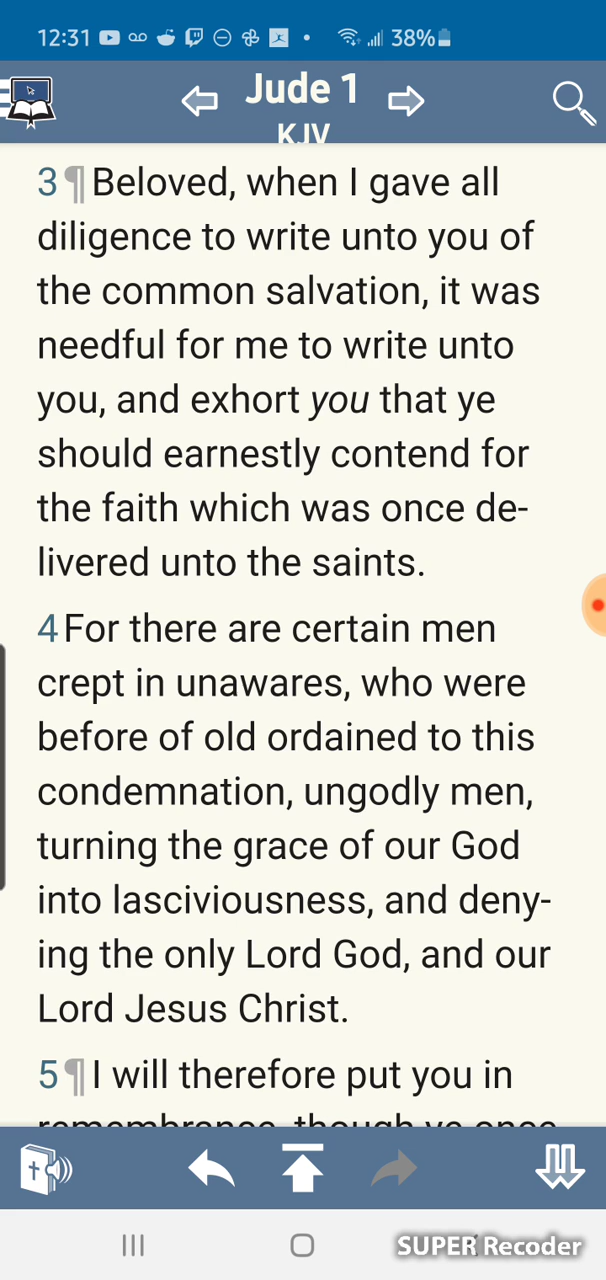 12:31 38%
Jude 1
KJV
3 ¶ Beloved, when I gave all
diligence to write unto you of
the common salvation, it was
needful for me to write unto
you, and exhort you that ye
should earnestly contend for
the faith which was once de-
livered unto the saints.
4 For there are certain men
crept in unawares, who were
before of old ordained to this
condemnation, ungodly men,
turning the grace of our God
into lasciviousness, and deny-
ing the only Lord God, and our
Lord Jesus Christ.
5 ¶ I will therefore put you in
remembrance, though ye once
SUPER Recoder